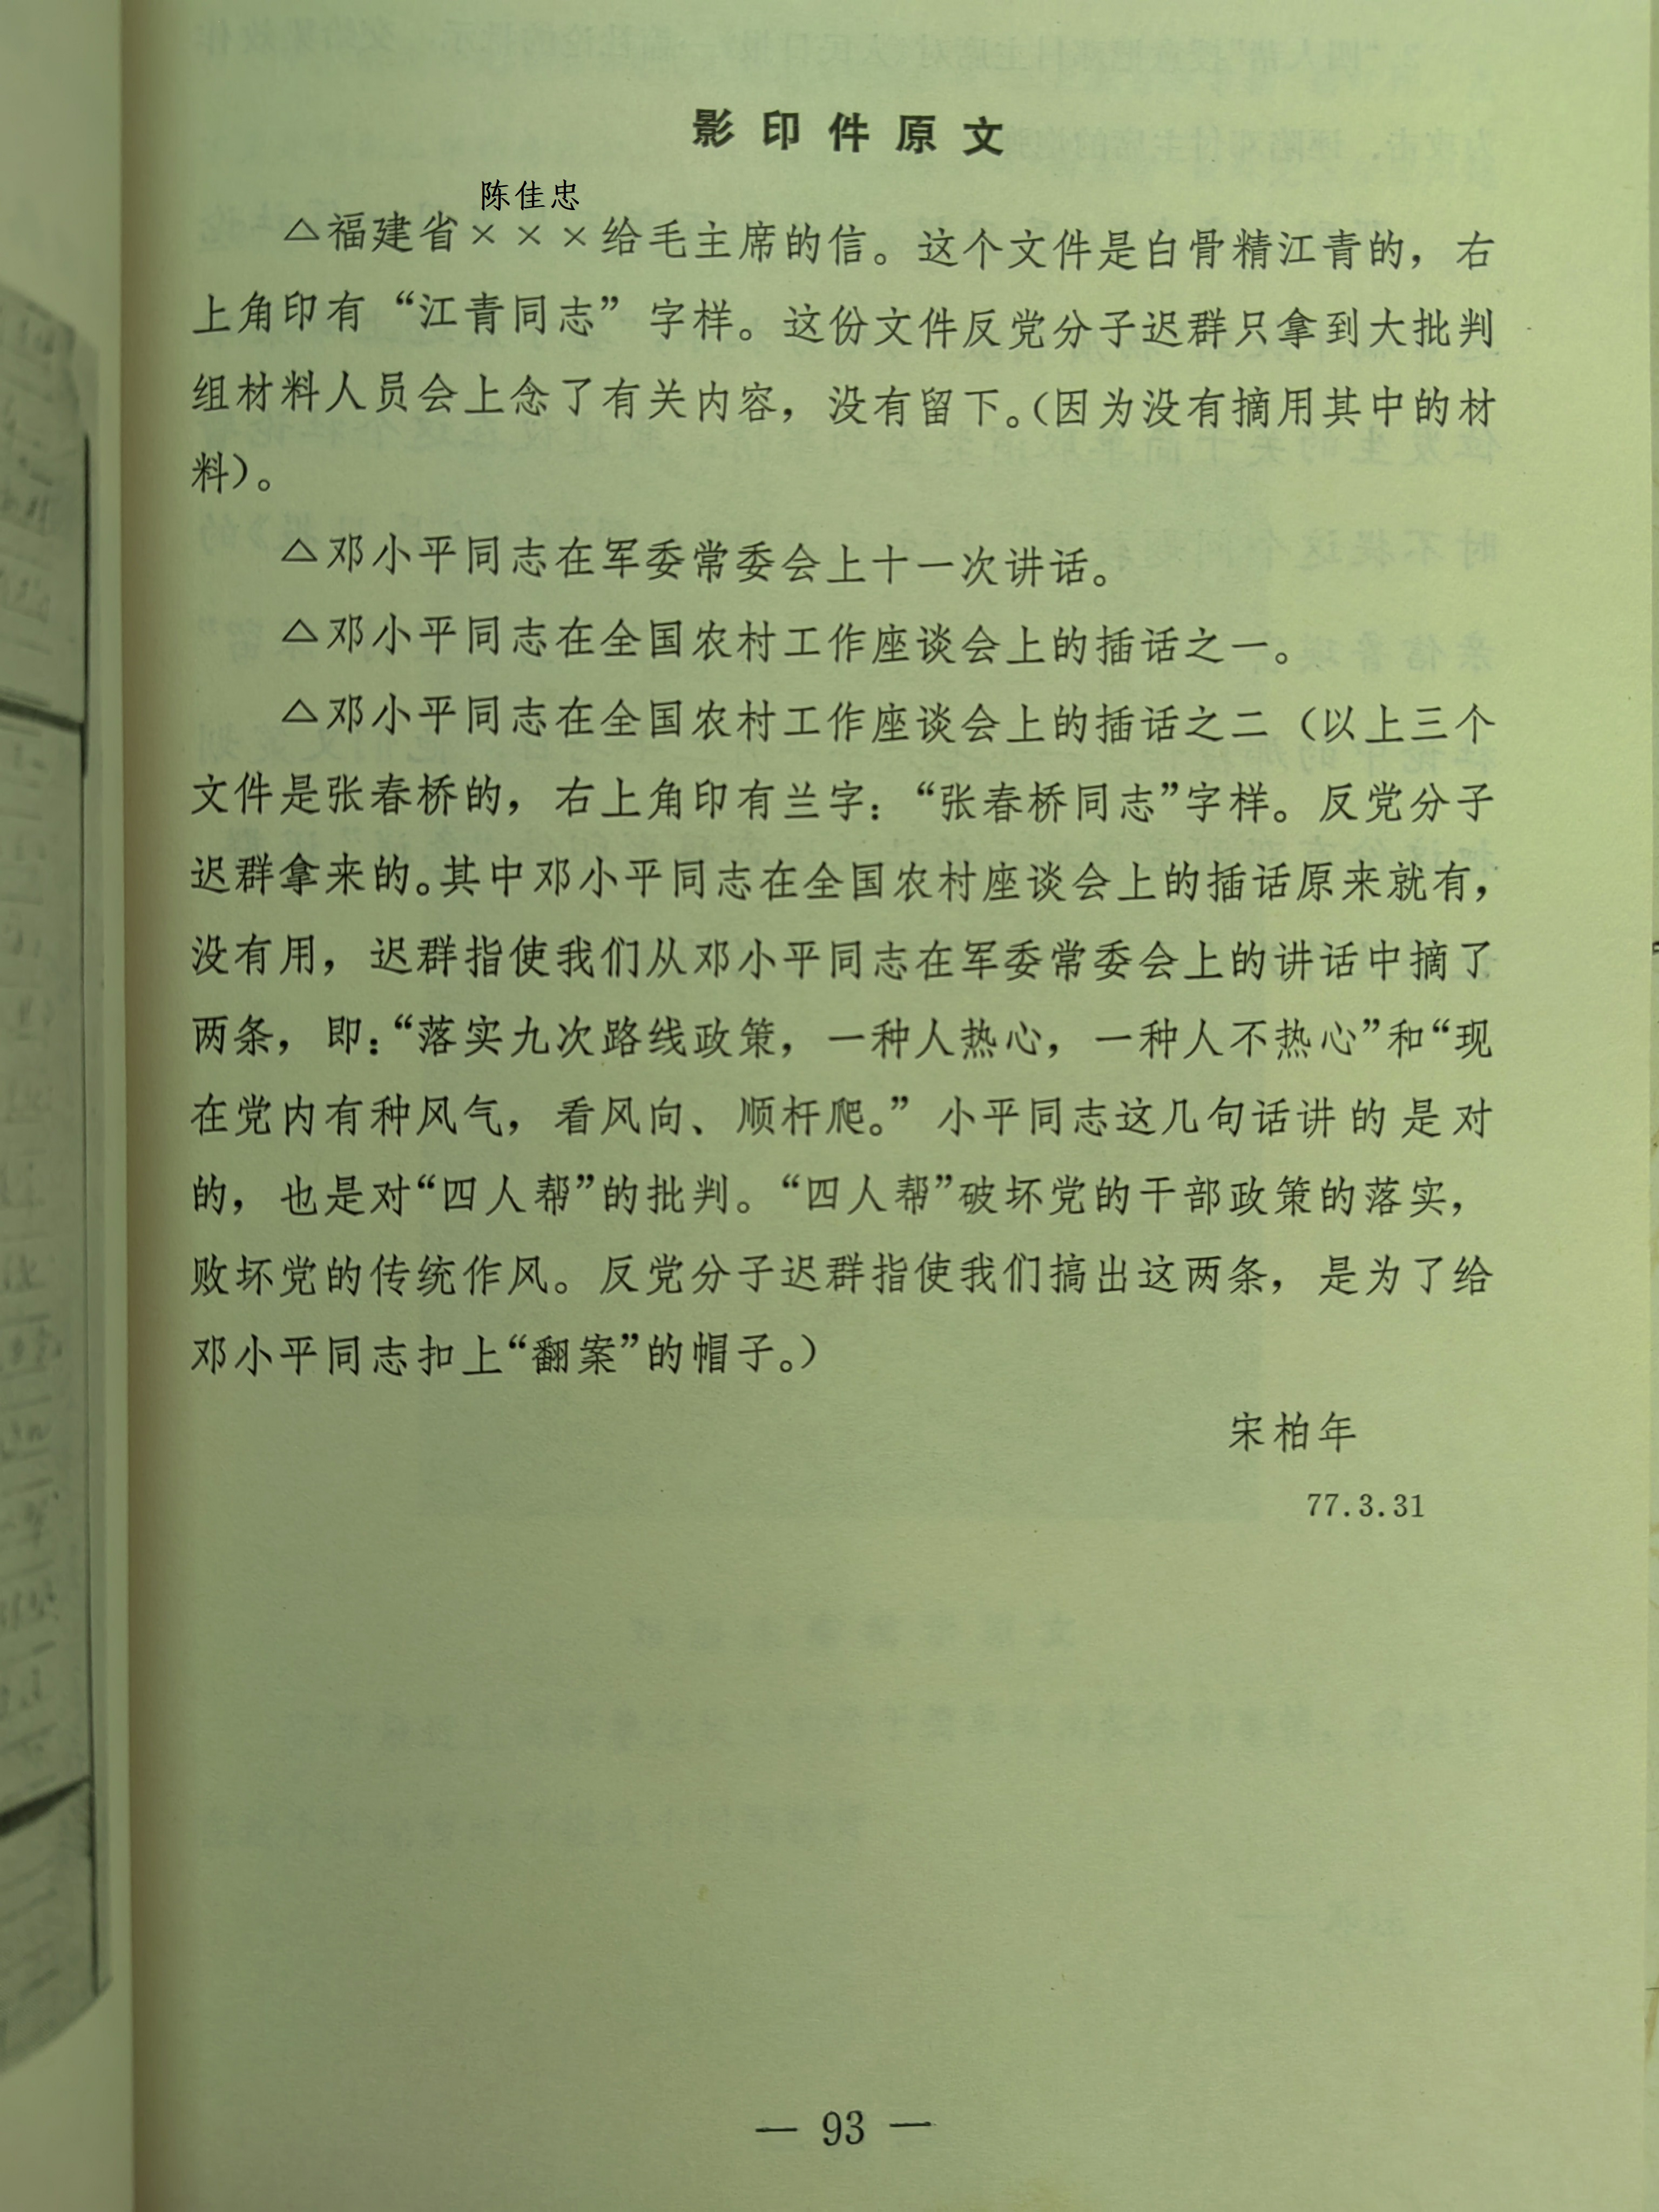 影印件原文
陈佳忠
△福建省×××给毛主席的信。这个文件是白骨精江青的，右
上角印有“江青同志”字样。这份文件反党分子迟群只拿到大批判
组材料人员会上念了有关内容，没有留下。（因为没有摘用其中的材
料）。
△邓小平同志在军委常委会上十一次讲话。
△邓小平同志在全国农村工作座谈会上的插话之一。
△邓小平同志在全国农村工作座谈会上的插话之二（以上三个
文件是张春桥的，右上角印有兰字：“张春桥同志”字样。反党分子
迟群拿来的。其中邓小平同志在全国农村座谈会上的插话原来就有，
没有用，迟群指使我们从邓小平同志在军委常委会上的讲话中摘了
两条，即：“落实九次路线政策，一种人热心，一种人不热心”和“现
在党内有种风气，看风向、顺杆爬。”小平同志这几句话讲的是对
的，也是对“四人帮”的批判。“四人帮”破坏党的干部政策的落实，
败坏党的传统作风。反党分子迟群指使我们搞出这两条，是为了给
邓小平同志扣上“翻案”的帽子。）
宋柏年
77.3.31
— 93 —